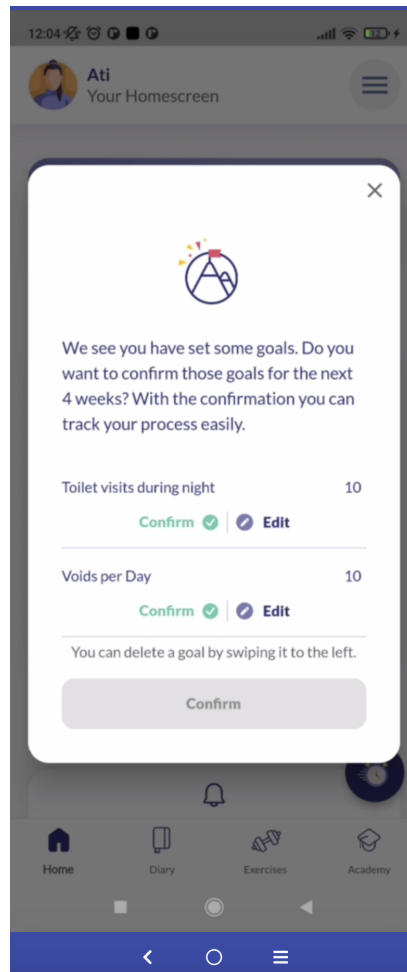 12:04
32
Ati
Your Homescreen
We see you have set some goals. Do you
want to confirm those goals for the next
4 weeks? With the confirmation you can
track your process easily.
Toilet visits during night 10
Confirm Edit
Voids per Day 10
Confirm Edit
You can delete a goal by swiping it to the left.
Confirm
Home Diary Exercises Academy